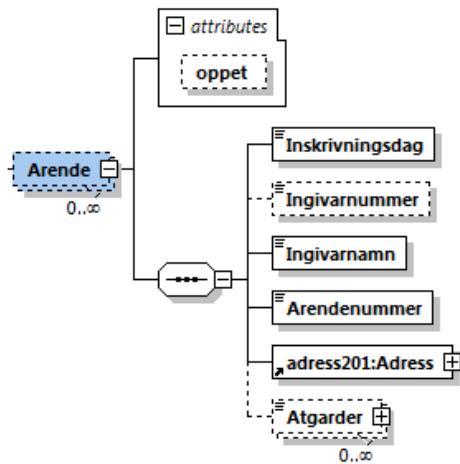 attributes
oppet
Arende
0..∞
Inskrivningsdag
Ingivarnummer
Ingivarnamn
Arendenummer
adress201:Adress
Atgarder
0..∞